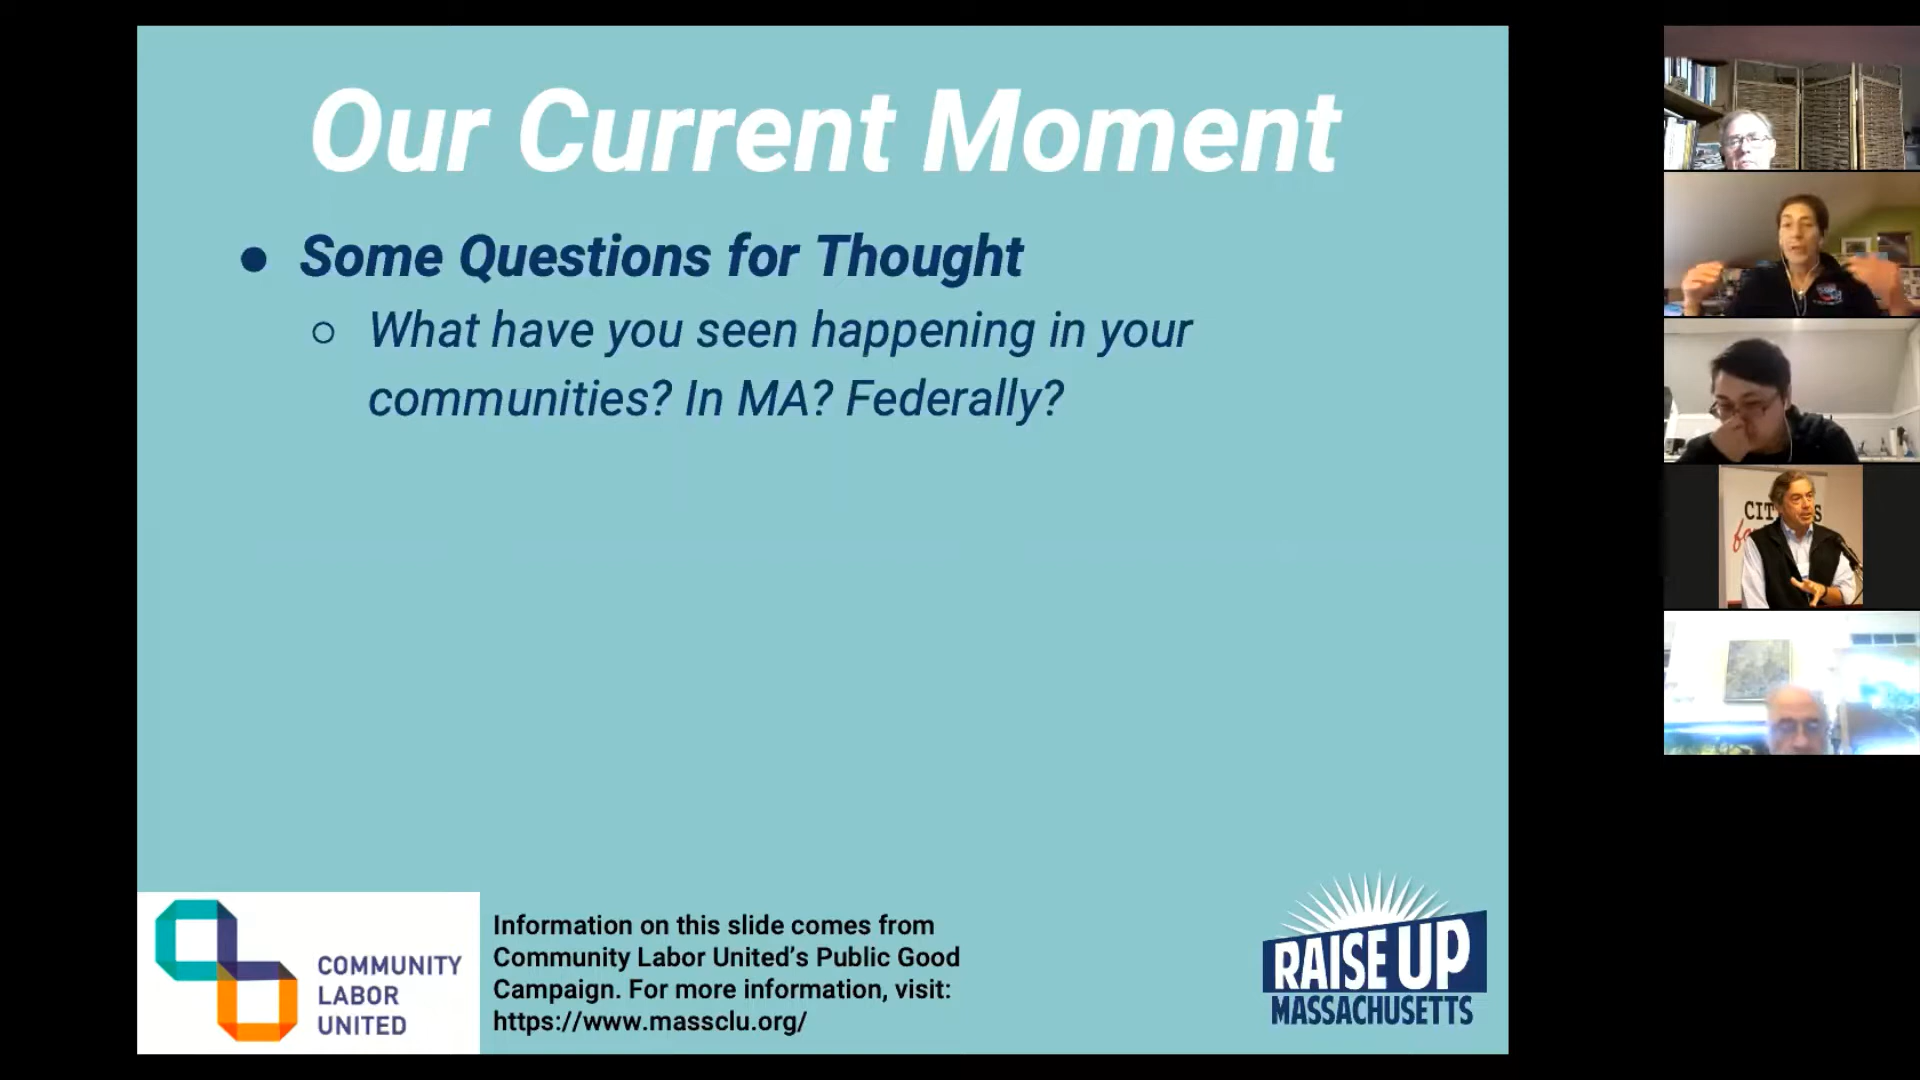 Our Current Moment
● Some Questions for Thought
○ What have you seen happening in your
communities? In MA? Federally?
COMMUNITY
LABOR
UNITED
Information on this slide comes from
Community Labor United’s Public Good
Campaign. For more information, visit:
https://www.massclu.org/
RAISE UP
MASSACHUSETTS